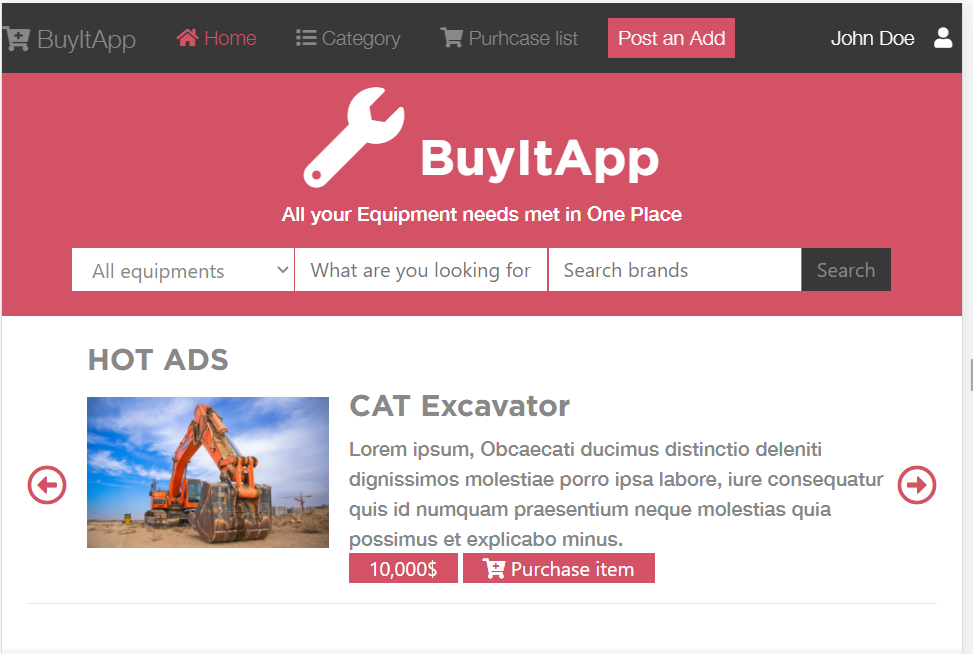 BuyItApp Home Category Purhcase list Post an Add John Doe
BuyItApp
All your Equipment needs met in One Place
All equipments What are you looking for Search brands Search
HOT ADS
CAT Excavator
Lorem ipsum, Obcaecati ducimus distinctio deleniti
dignissimos molestiae porro ipsa labore, iure consequatur
quis id numquam praesentium neque molestias quia
possimus et explicabo minus.
10,000$ Purchase item